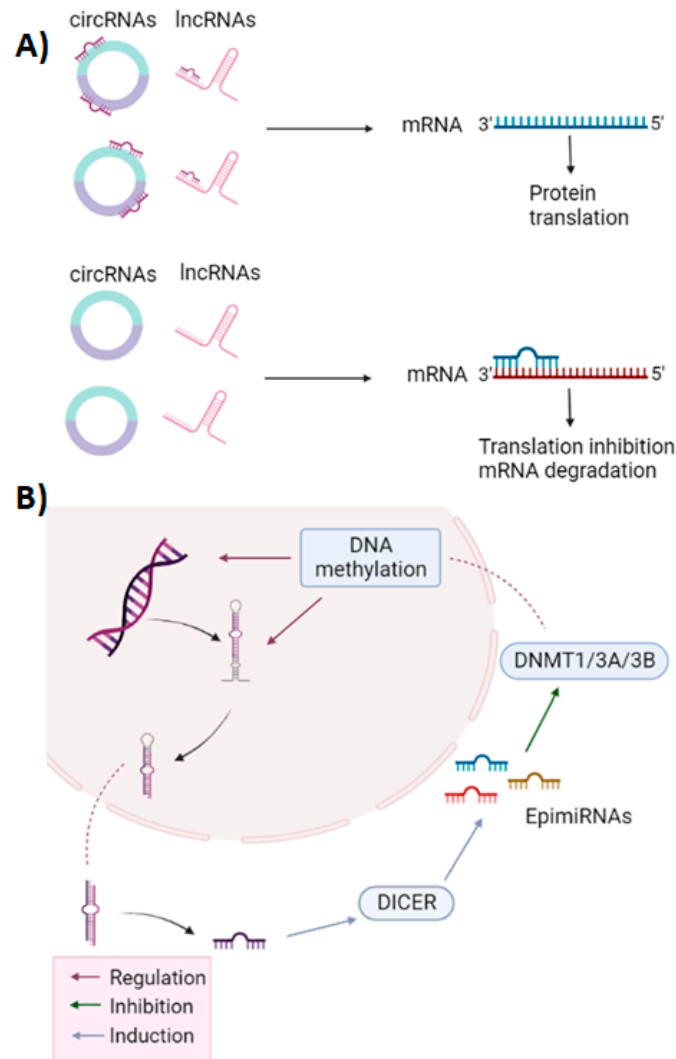 A)
circRNAs lncRNAs
mRNA 3' 5'
Protein
translation
circRNAs lncRNAs
mRNA 3' 5'
Translation inhibition
mRNA degradation
B)
DNA
methylation
DNMT1/3A/3B
EpimiRNAs
DICER
Regulation
Inhibition
Induction